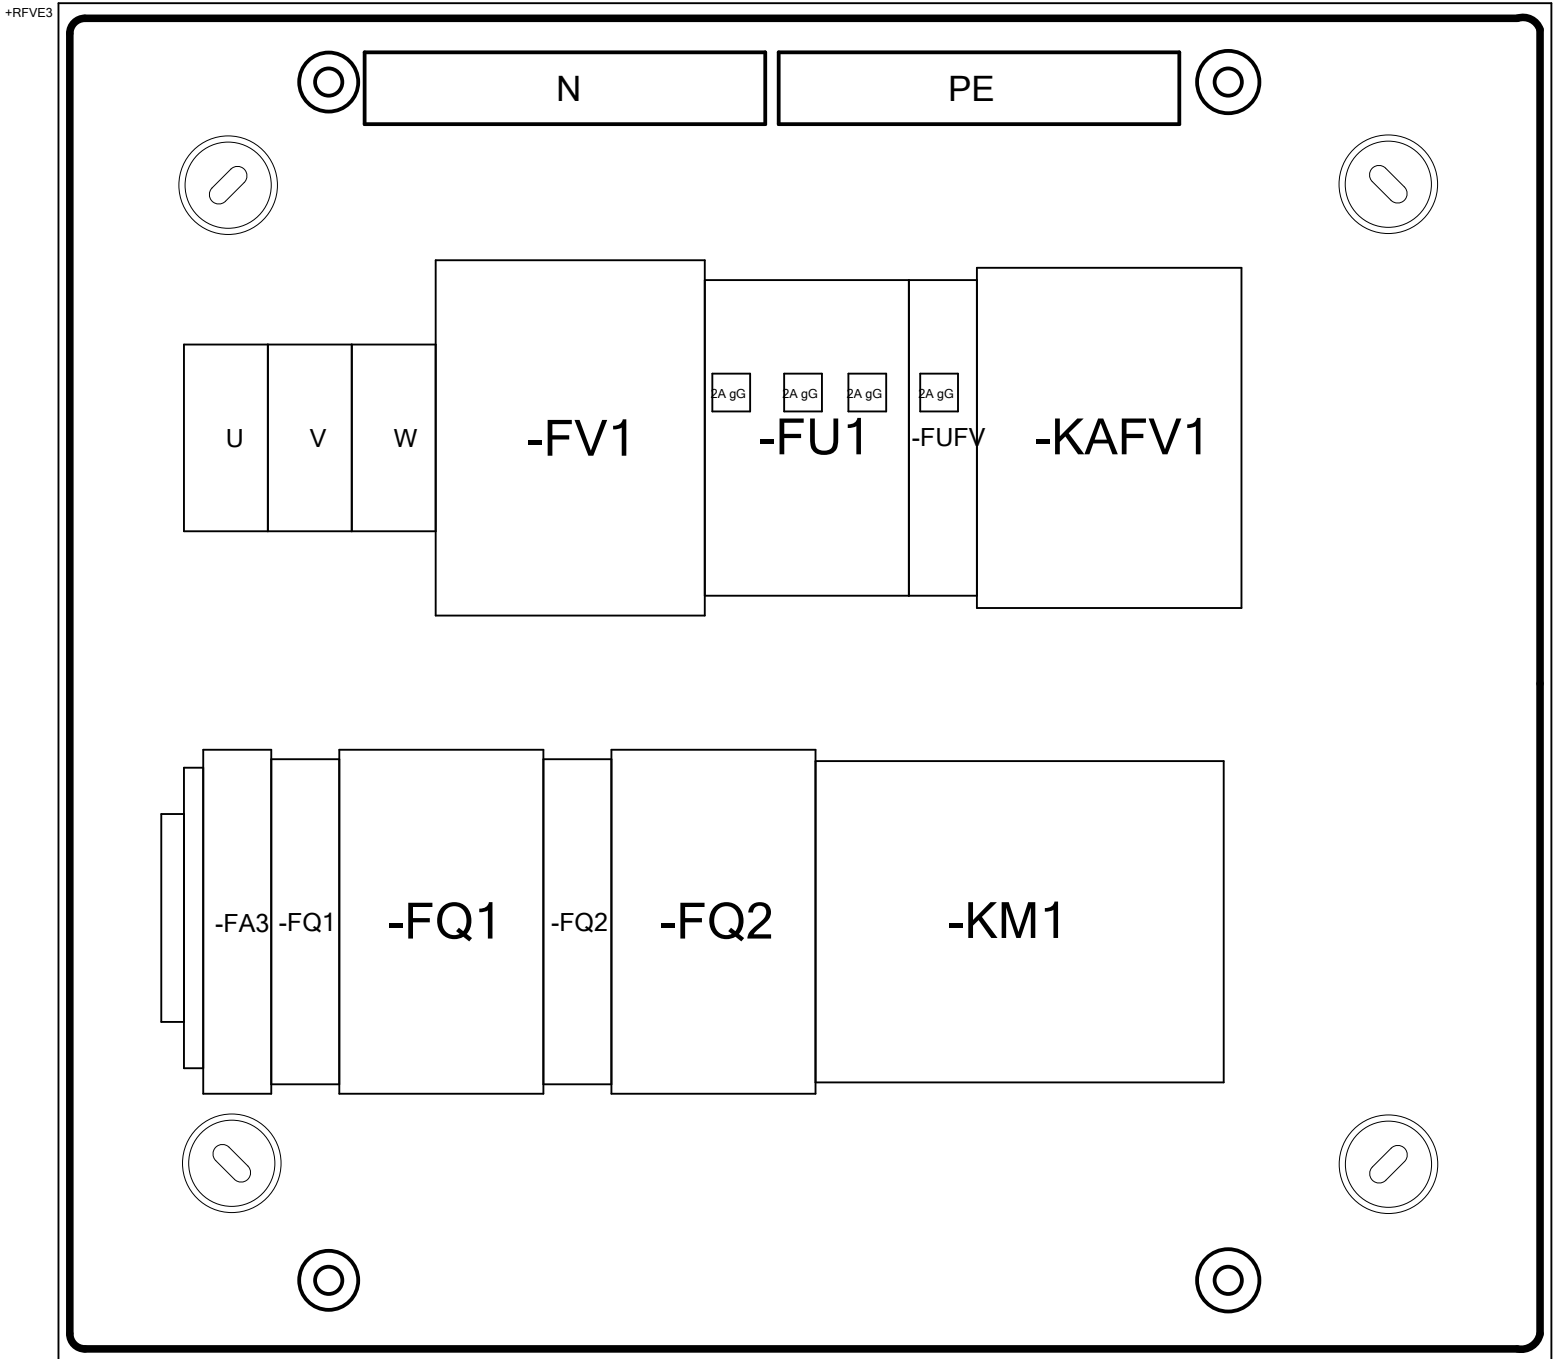 +RFVE3
N PE
2A gG 2A gG 2A gG 2A gG
U V W -FV1 -FU1 -FUFV -KAFV1
-FA3 -FQ1 -FQ1 -FQ2 -FQ2 -KM1